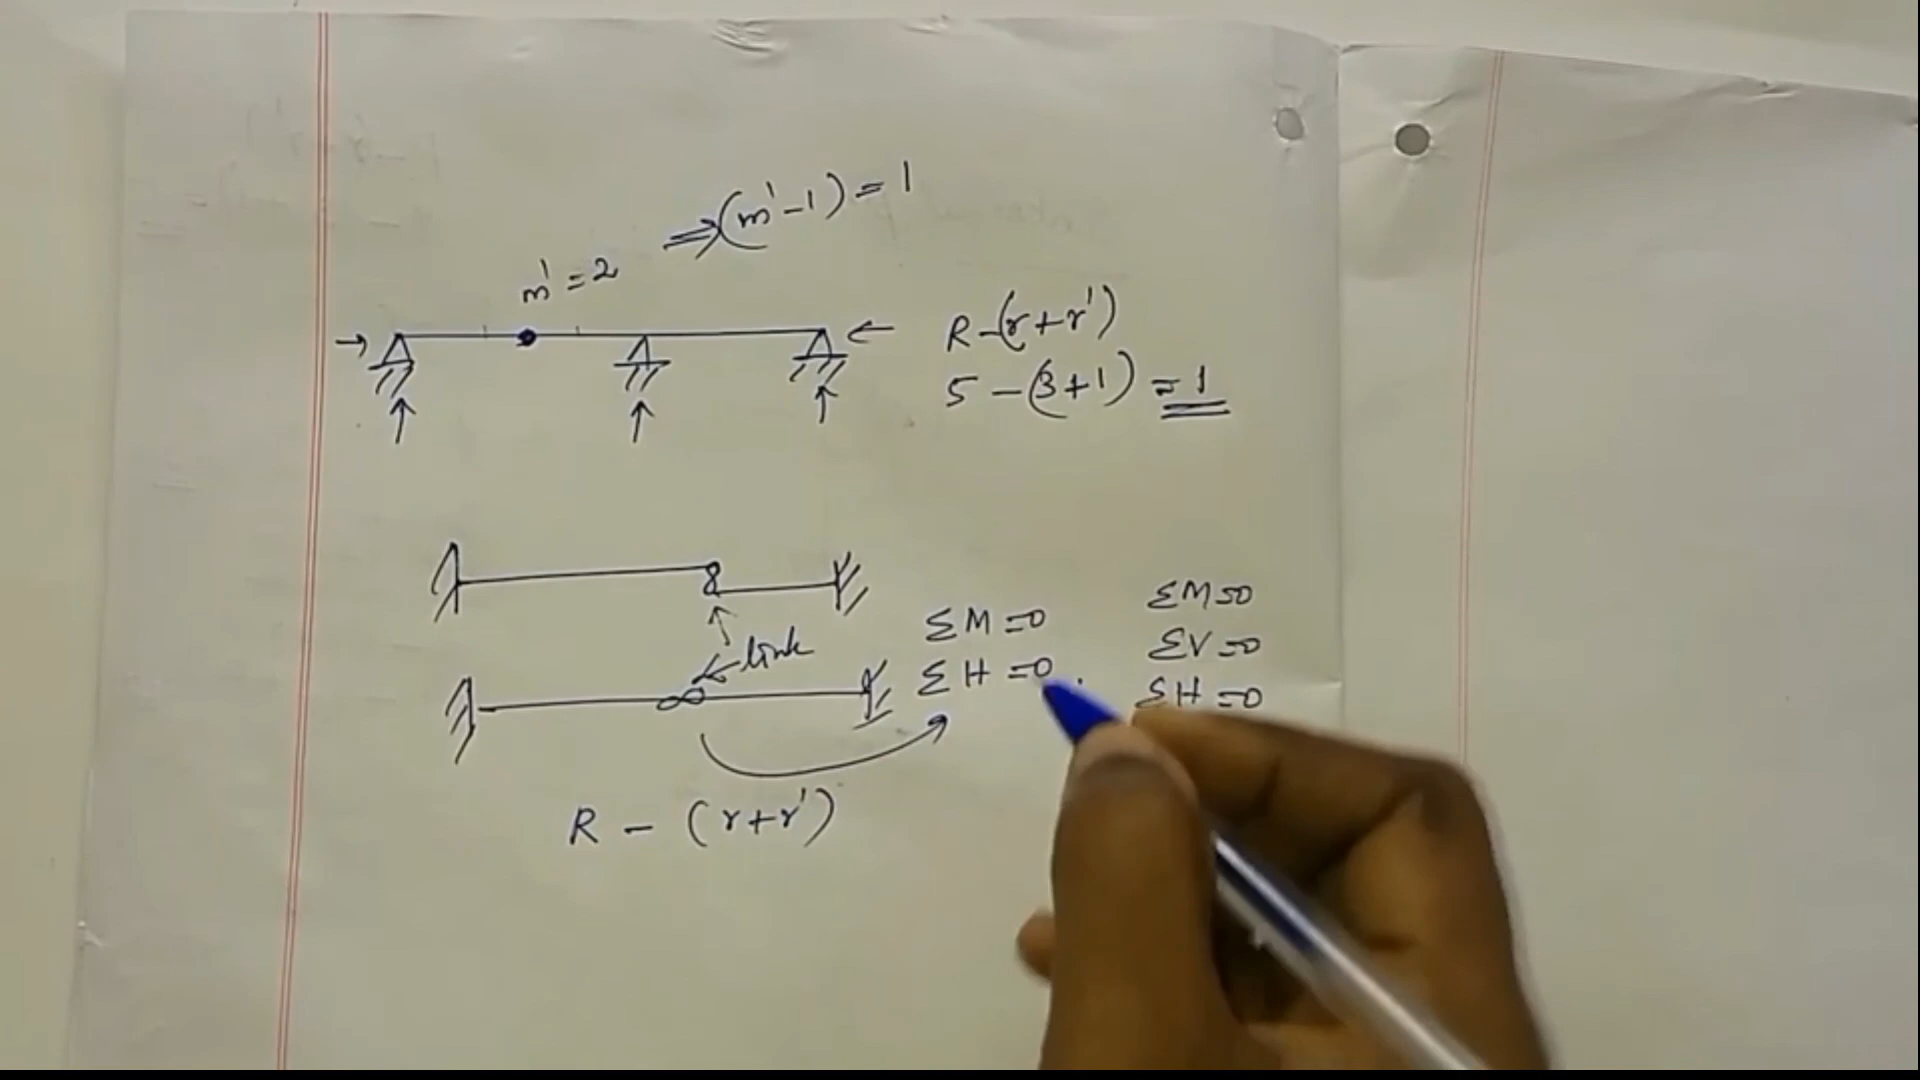 ⇒(m'-1) = 1
m' = 2
R-(r+r')
5 - (3+1) = 1
link
ΣM=0
ΣH=0
ΣM=0
ΣV=0
ΣH=0
R - (r+r')